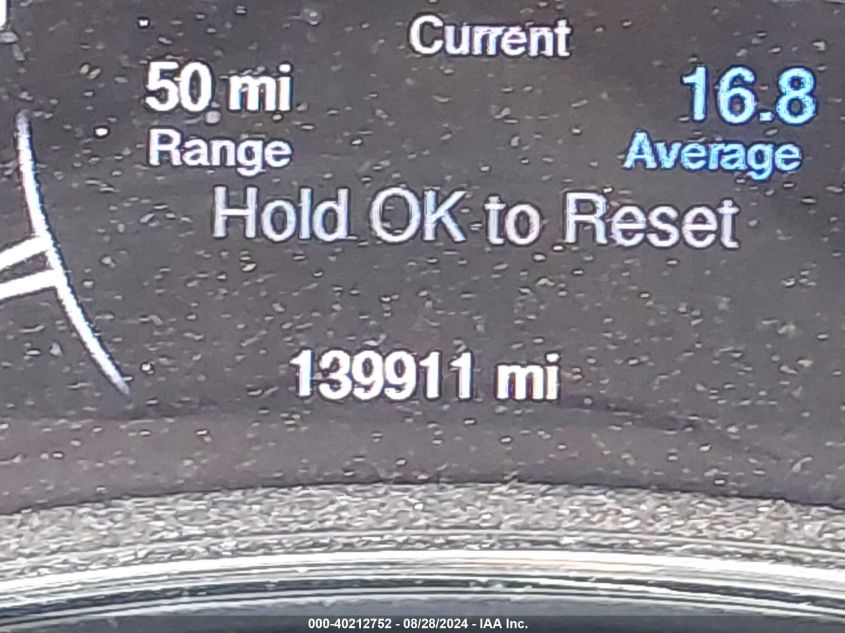 Current
50 mi 16.8
Range Average
Hold OK to Reset
139911 mi
000-40212752 - 08/28/2024 - IAA Inc.